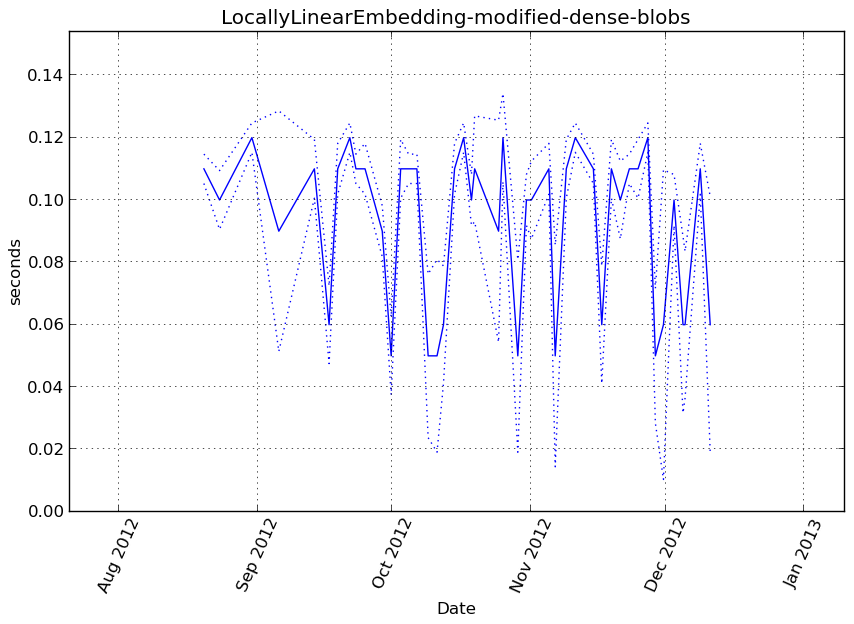 LocallyLinearEmbedding-modified-dense-blobs
0.14
0.12
0.10
0.08
0.06
0.04
0.02
0.00
seconds
Aug 2012
Sep 2012
Oct 2012
Nov 2012
Dec 2012
Jan 2013
Date